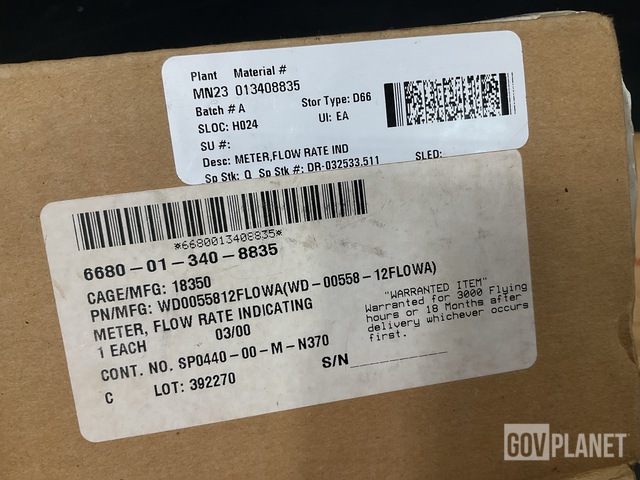 Plant Material #
MN23 013408835
Batch # A Stor Type: D66
SLOC: H024 UI: EA
SU #:
Desc: METER,FLOW RATE IND SLED:
Sp Stk: Q Sp Stk #: DR-032533.511
*6680013408835*
6680-01-340-8835
CAGE/MFG: 18350
PN/MFG: WD0055812FLOWA(WD-00558-12FLOWA)
METER, FLOW RATE INDICATING
1 EACH 03/00
CONT. NO. SP0440-00-M-N370
C LOT: 392270
"WARRANTED ITEM"
Warranted for 3000 Flying
hours or 18 Months after
delivery whichever occurs
first.
S/N
GOVPLANET